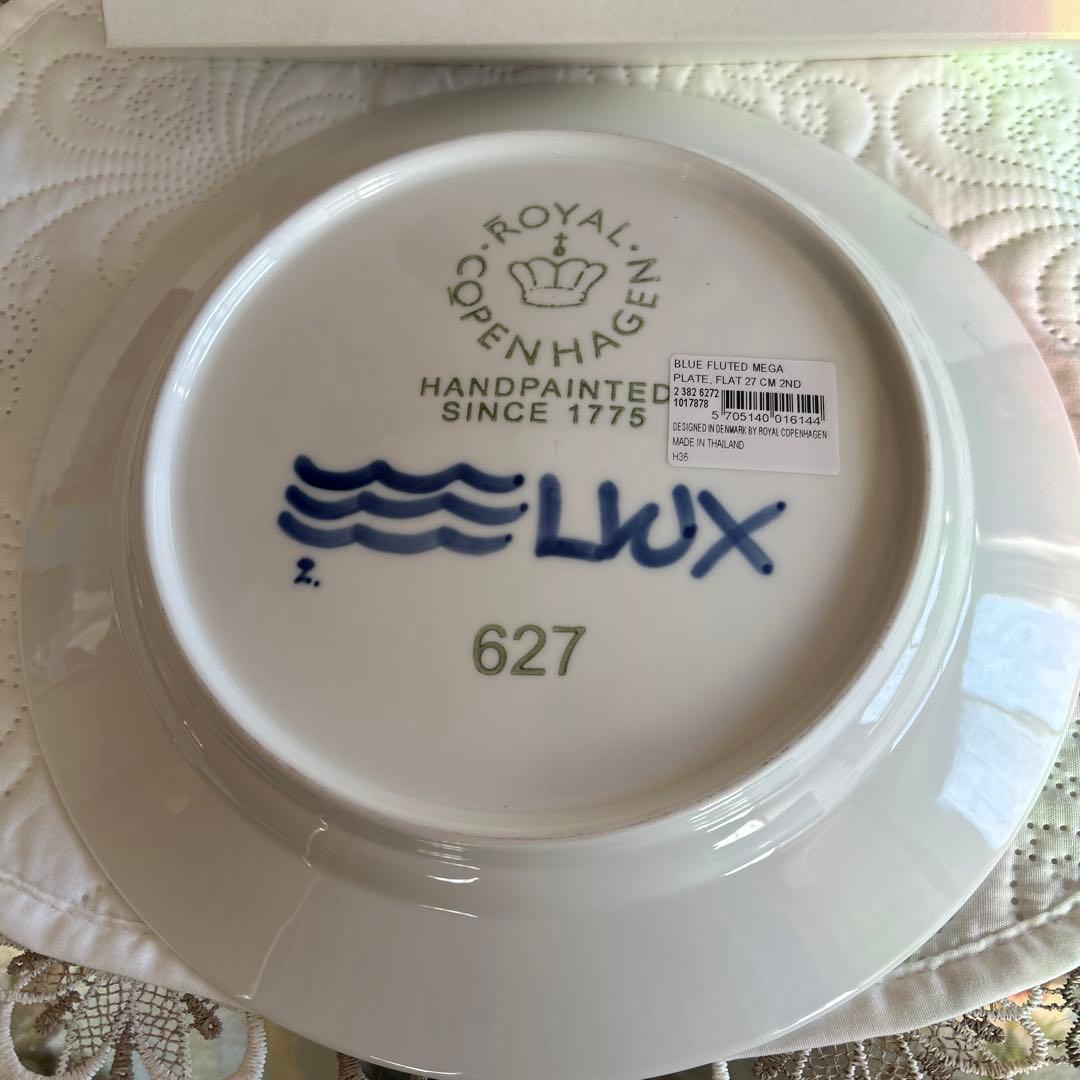 ROYAL COPENHAGEN
HANDPAINTED
SINCE 1775
BLUE FLUTED MEGA
PLATE, FLAT 27 CM 2ND
2 382 6272
1017878
5 705140 016144
DESIGNED IN DENMARK BY ROYAL COPENHAGEN
MADE IN THAILAND
H36
2.
627